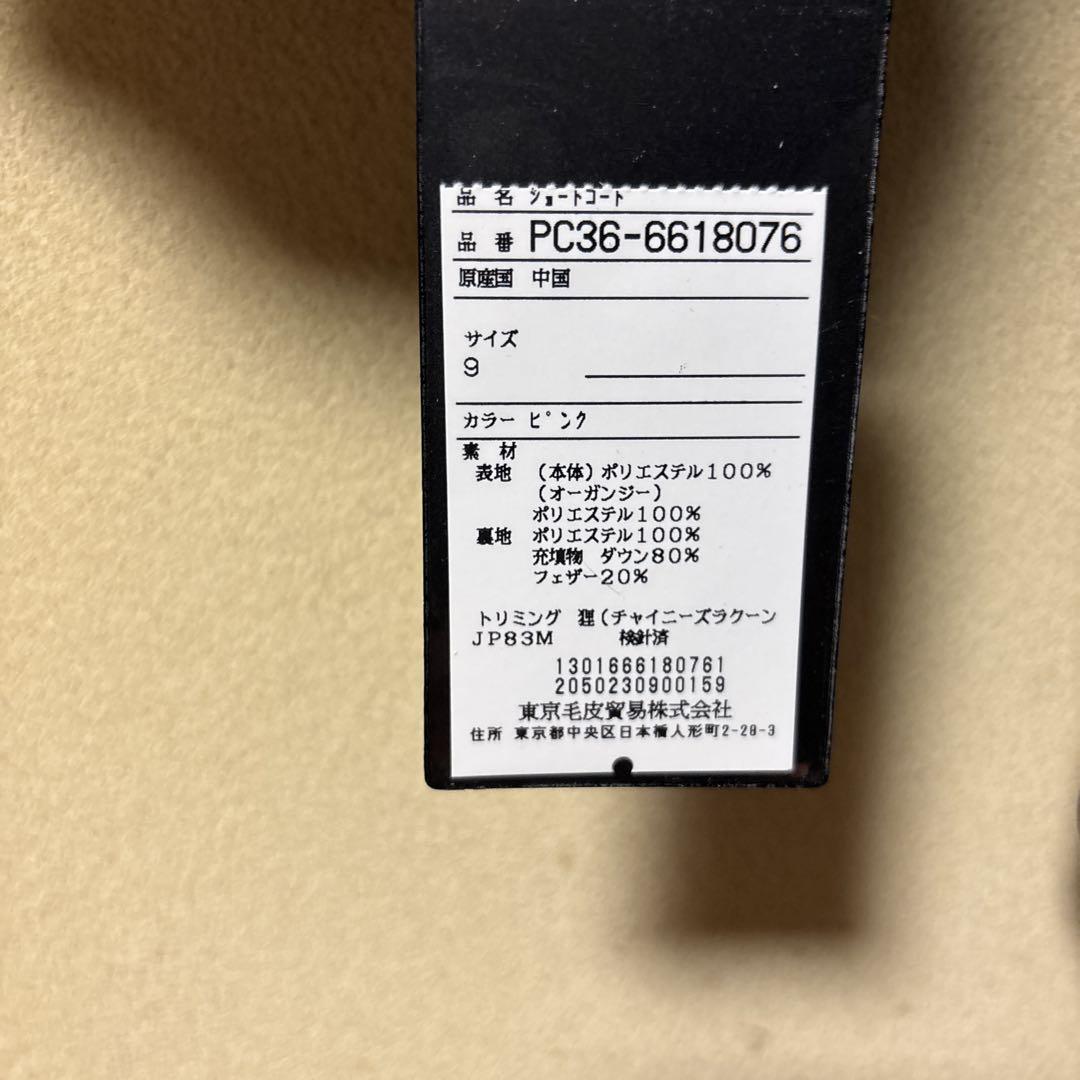 品 名 ｼｮｰﾄｺｰﾄ
品 番 PC36-6618076
原産国 中国
サイズ
9
カラー ﾋﾟﾝｸ
素 材
表地 （本体）ポリエステル１００％
（オーガンジー）
ポリエステル１００％
裏地 ポリエステル１００％
充填物 ダウン８０％
フェザー２０％
トリミング 狸（チャイニーズラクーン
ＪＰ８３Ｍ 検針済
1301666180761
2050230900159
東京毛皮貿易株式会社
住所 東京都中央区日本橋人形町2-28-3